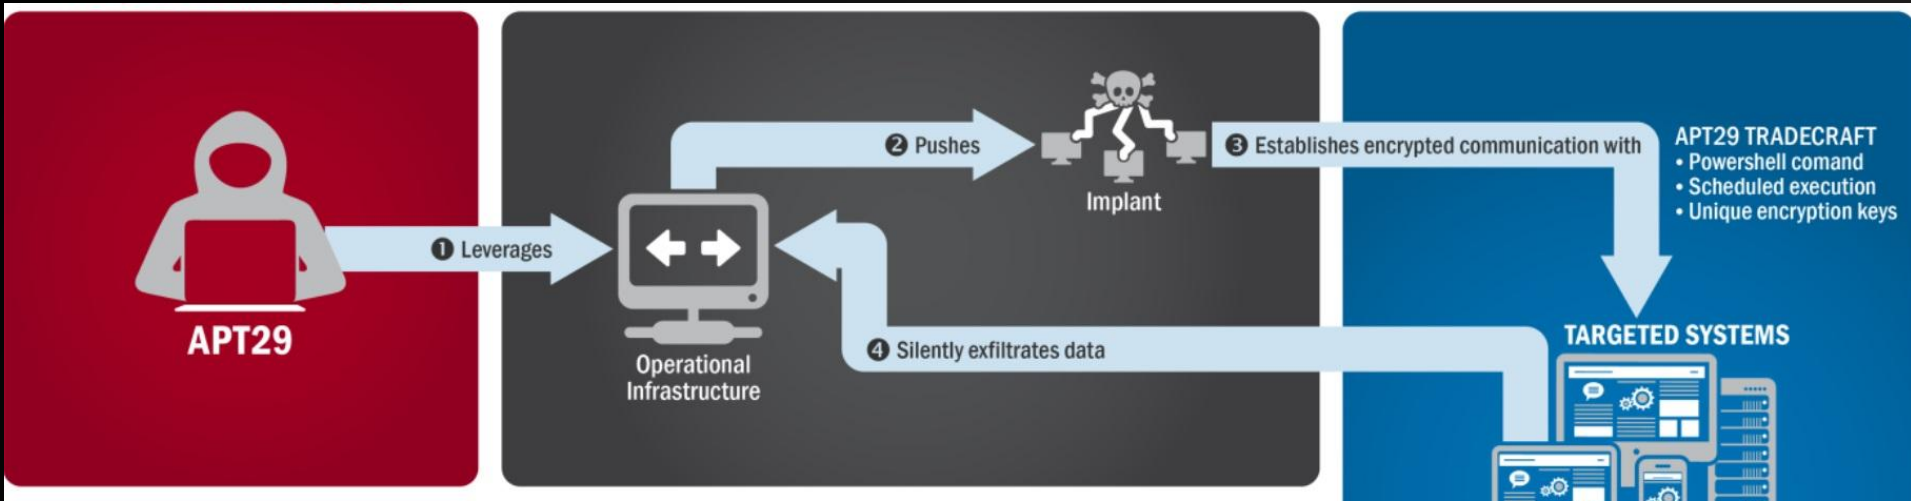 APT29
❶ Leverages
Operational
Infrastructure
❷ Pushes
Implant
❸ Establishes encrypted communication with
APT29 TRADECRAFT
• Powershell comand
• Scheduled execution
• Unique encryption keys
TARGETED SYSTEMS
❹ Silently exfiltrates data